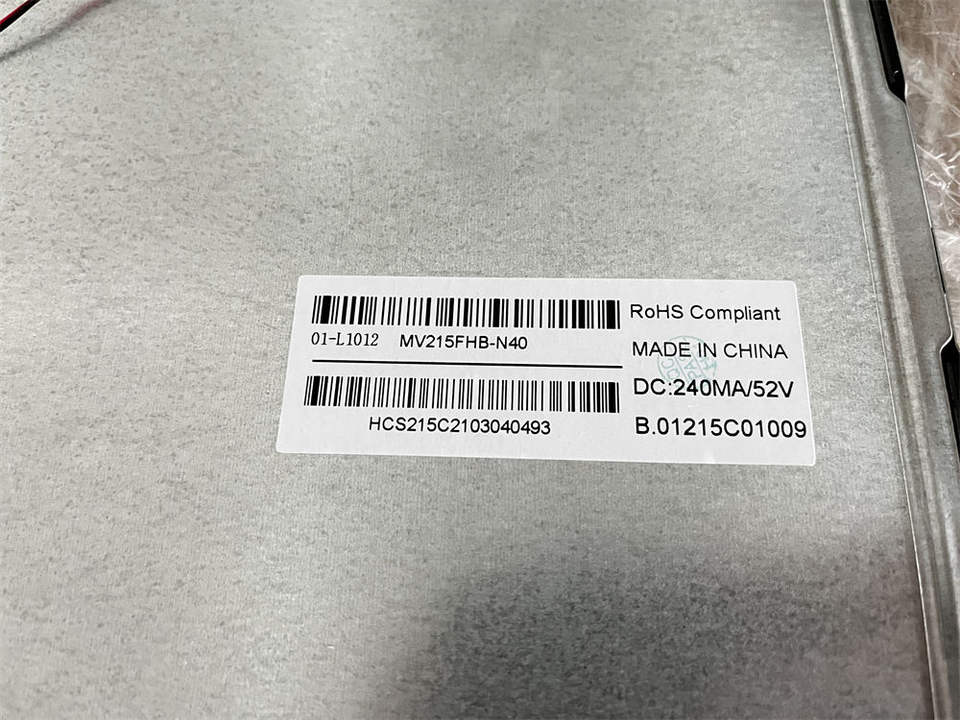 01-L1012 MV215FHB-N40
HCS215C2103040493
RoHS Compliant
MADE IN CHINA
DC:240MA/52V
B.01215C01009